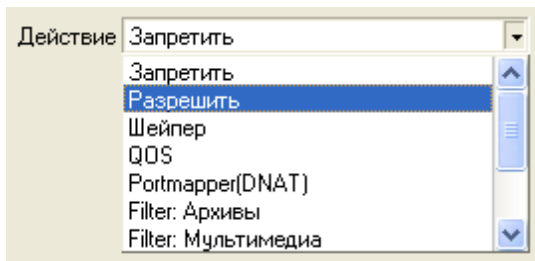 Действие Запретить
Запретить
Разрешить
Шейпер
QOS
Portmapper(DNAT)
Filter: Архивы
Filter: Мультимедиа